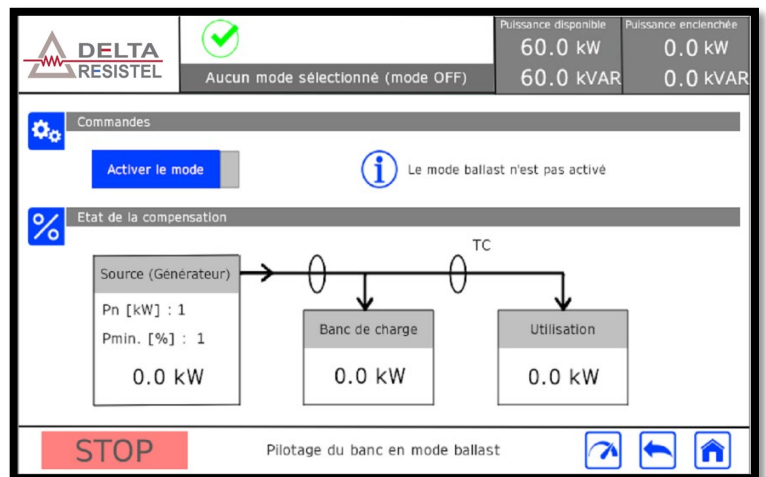 DELTA
RESISTEL
Aucun mode sélectionné (mode OFF)
Puissance disponible
60.0 kW
60.0 kVAR
Puissance enclenchée
0.0 kW
0.0 kVAR
Commandes
Activer le mode
i
Le mode ballast n'est pas activé
%
Etat de la compensation
TC
Source (Générateur)
Pn [kW] : 1
Pmin. [%] : 1
0.0 kW
Banc de charge
0.0 kW
Utilisation
0.0 kW
STOP
Pilotage du banc en mode ballast